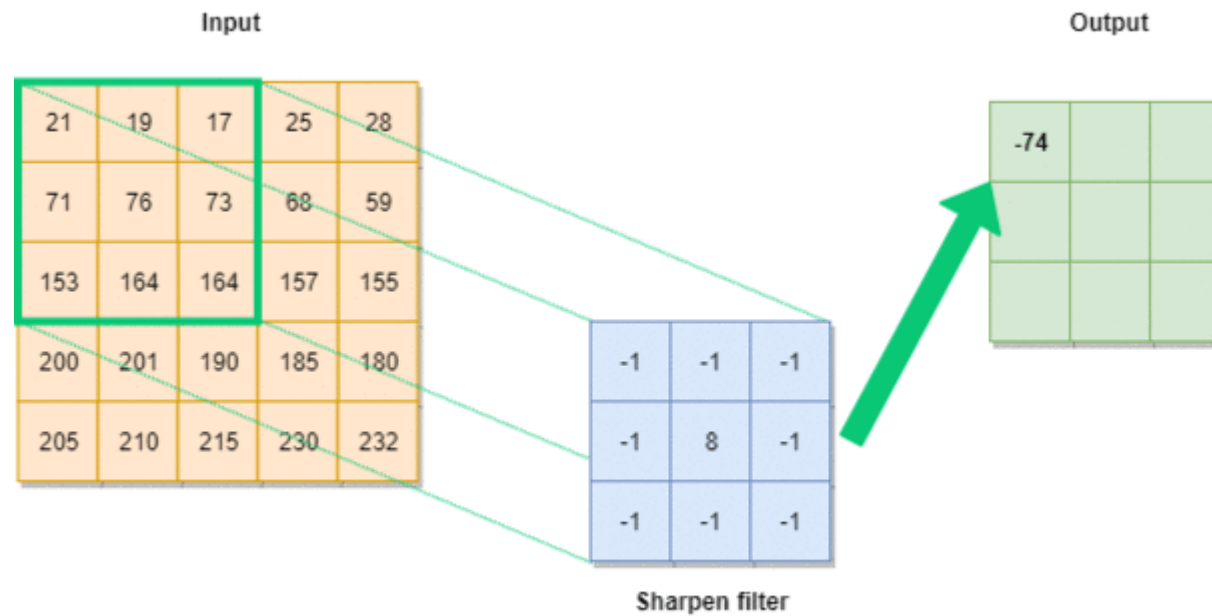 Input
Output
21 19 17 25 28
71 76 73 68 59
153 164 164 157 155
200 201 190 185 180
205 210 215 230 232
-74
-1 -1 -1
-1 8 -1
-1 -1 -1
Sharpen filter